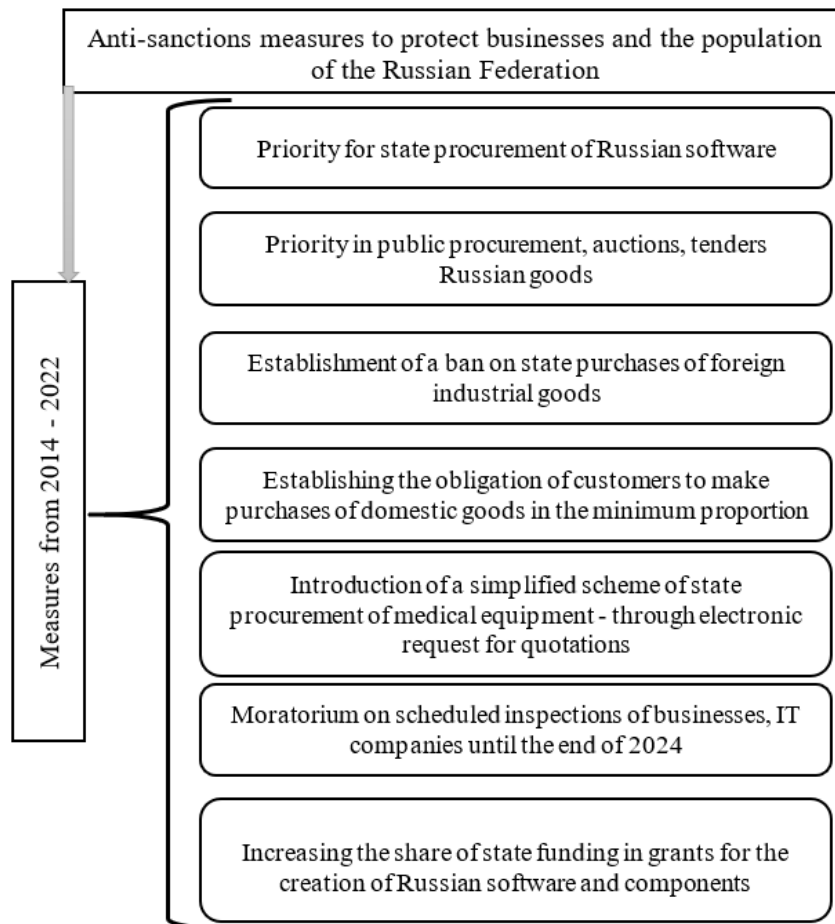 Anti-sanctions measures to protect businesses and the population
of the Russian Federation
Measures from 2014 - 2022
Priority for state procurement of Russian software
Priority in public procurement, auctions, tenders
Russian goods
Establishment of a ban on state purchases of foreign
industrial goods
Establishing the obligation of customers to make
purchases of domestic goods in the minimum proportion
Introduction of a simplified scheme of state
procurement of medical equipment - through electronic
request for quotations
Moratorium on scheduled inspections of businesses, IT
companies until the end of 2024
Increasing the share of state funding in grants for the
creation of Russian software and components